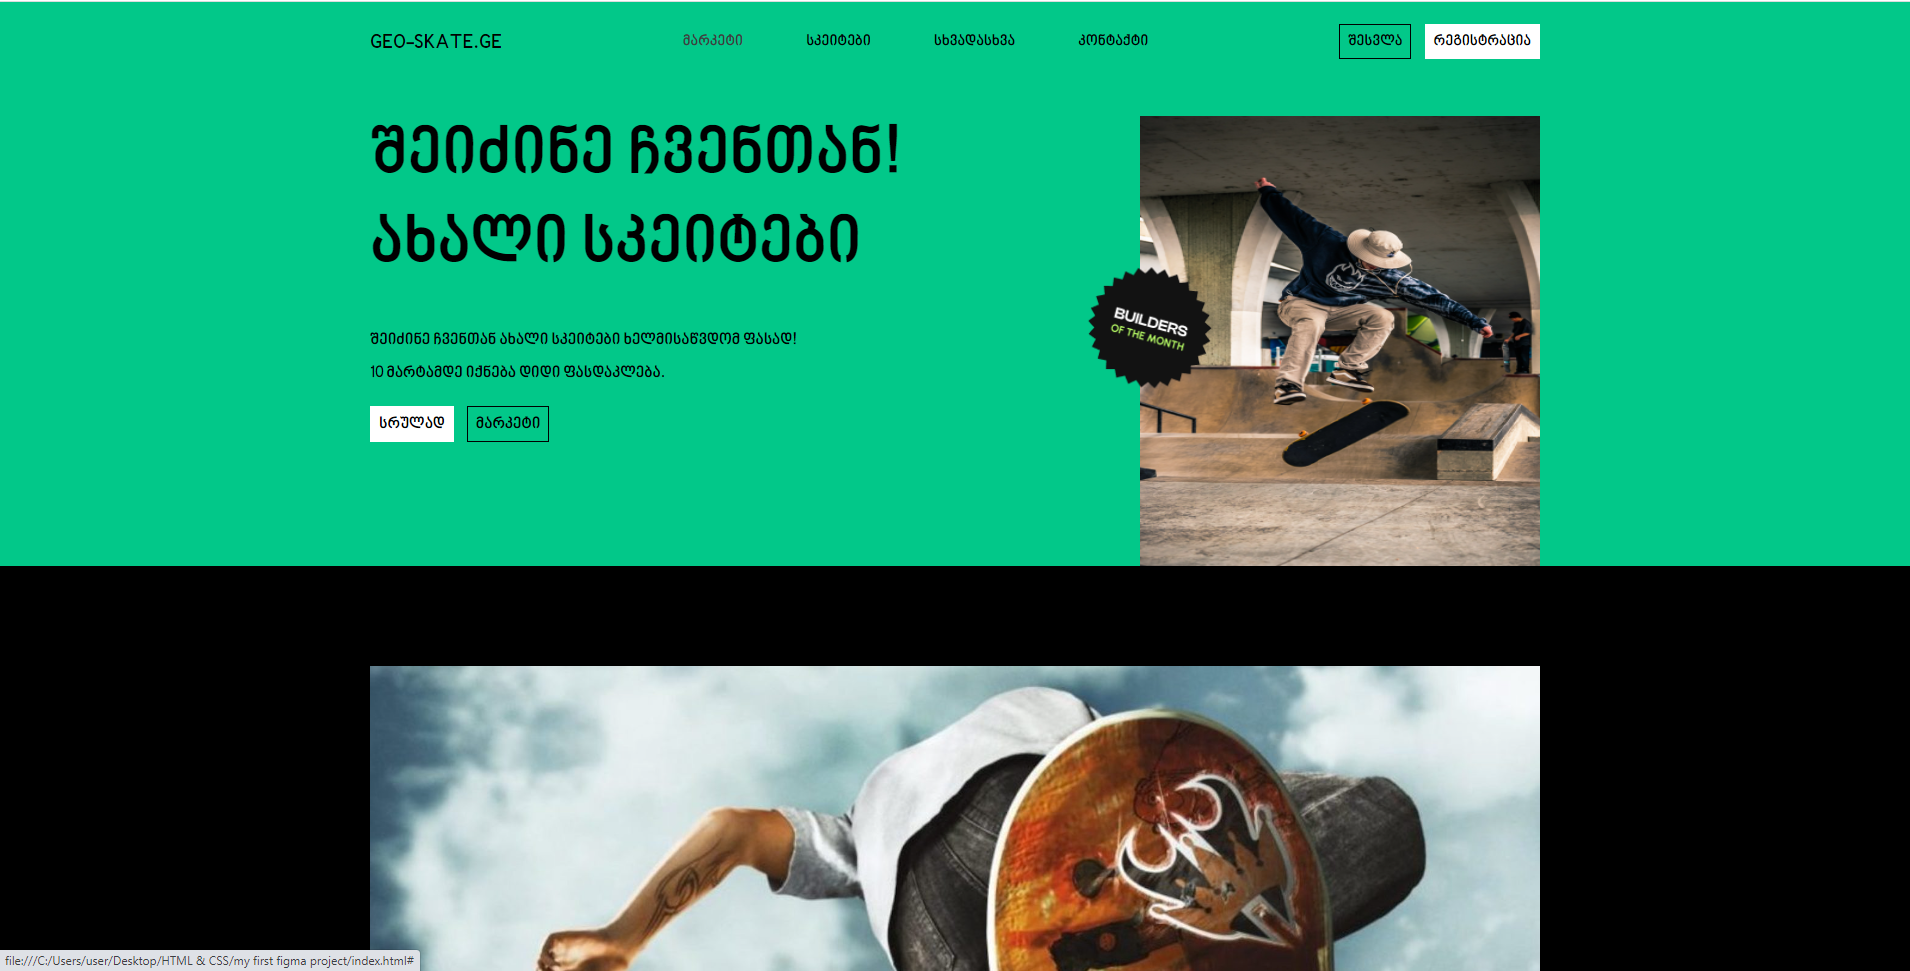 GEO-SKATE.GE
მარკეტი
სკეიტები
სხვადასხვა
კონტაქტი
შესვლა
რეგისტრაცია
შეიძინე ჩვენთან!
ახალი სკეიტები
BUILDERS
OF THE MONTH
შეიძინე ჩვენთან ახალი სკეიტები ხელმისაწვდომ ფასად!
10 მარტამდე იქნება დიდი ფასდაკლება.
სრულად
მარკეტი
file:///C:/Users/user/Desktop/HTML & CSS/my first figma project/index.html#